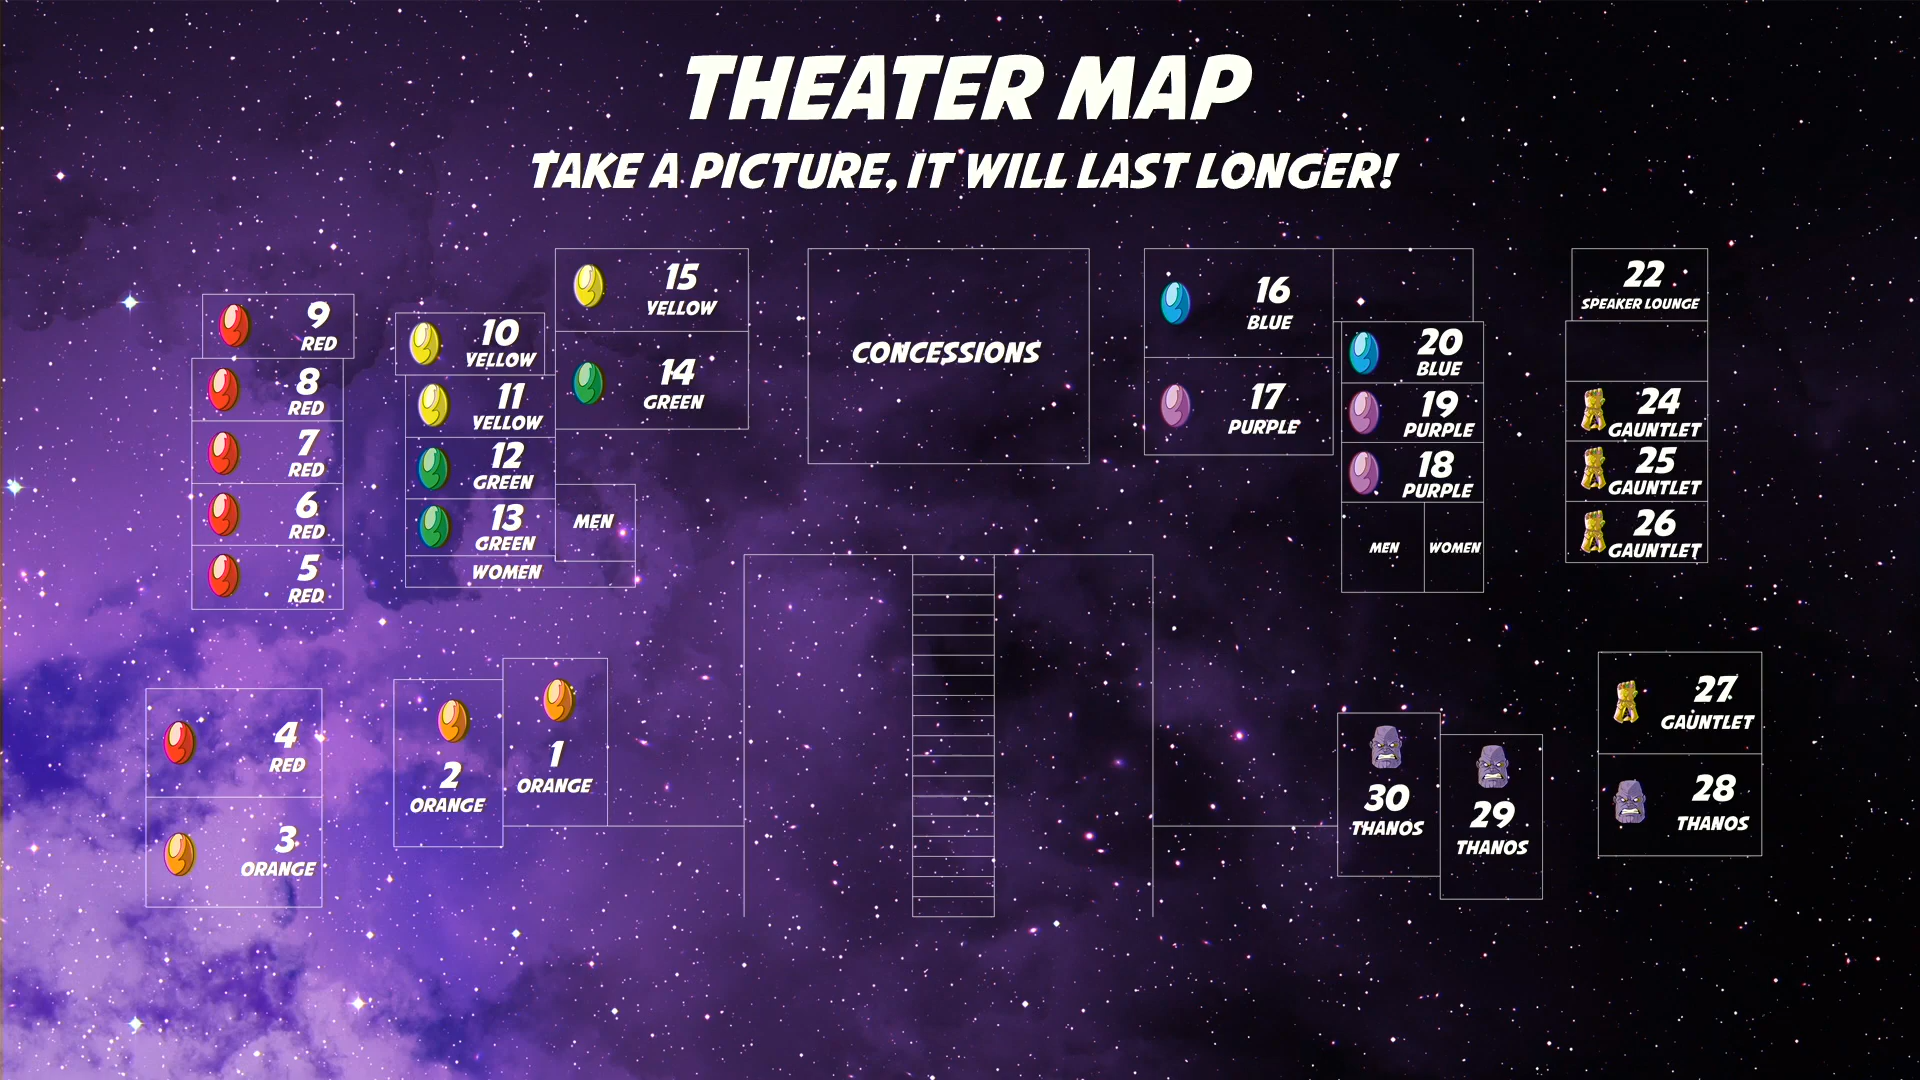 THEATER MAP
TAKE A PICTURE, IT WILL LAST LONGER!
9
RED
8
RED
7
RED
6
RED
5
RED
10
YELLOW
11
YELLOW
12
GREEN
13
GREEN
WOMEN
MEN
15
YELLOW
14
GREEN
CONCESSIONS
16
BLUE
17
PURPLE
20
BLUE
19
PURPLE
18
PURPLE
MEN
WOMEN
22
SPEAKER LOUNGE
24
GAUNTLET
25
GAUNTLET
26
GAUNTLET
4
RED
3
ORANGE
2
ORANGE
1
ORANGE
30
THANOS
29
THANOS
27
GAUNTLET
28
THANOS